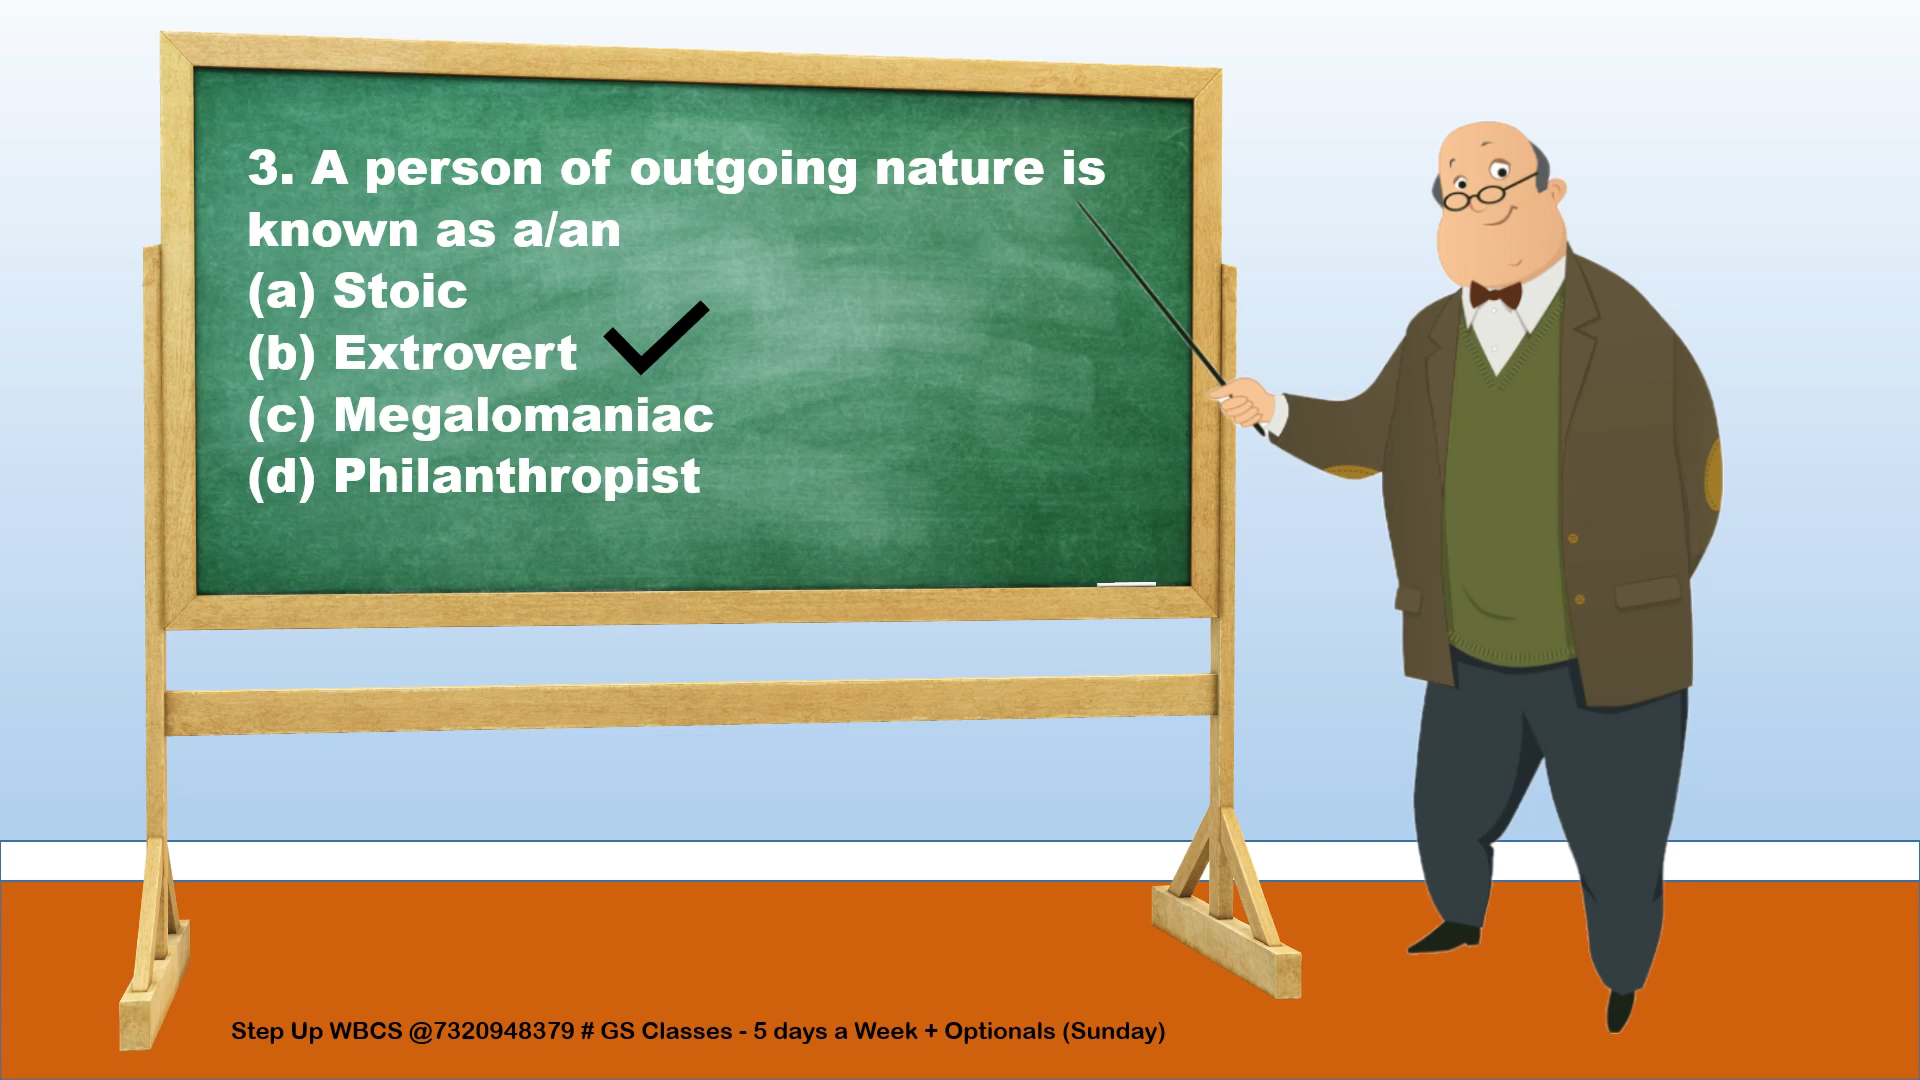 3. A person of outgoing nature is
known as a/an
(a) Stoic
(b) Extrovert
(c) Megalomaniac
(d) Philanthropist
Step Up WBCS @7320948379 # GS Classes - 5 days a Week + Optionals (Sunday)